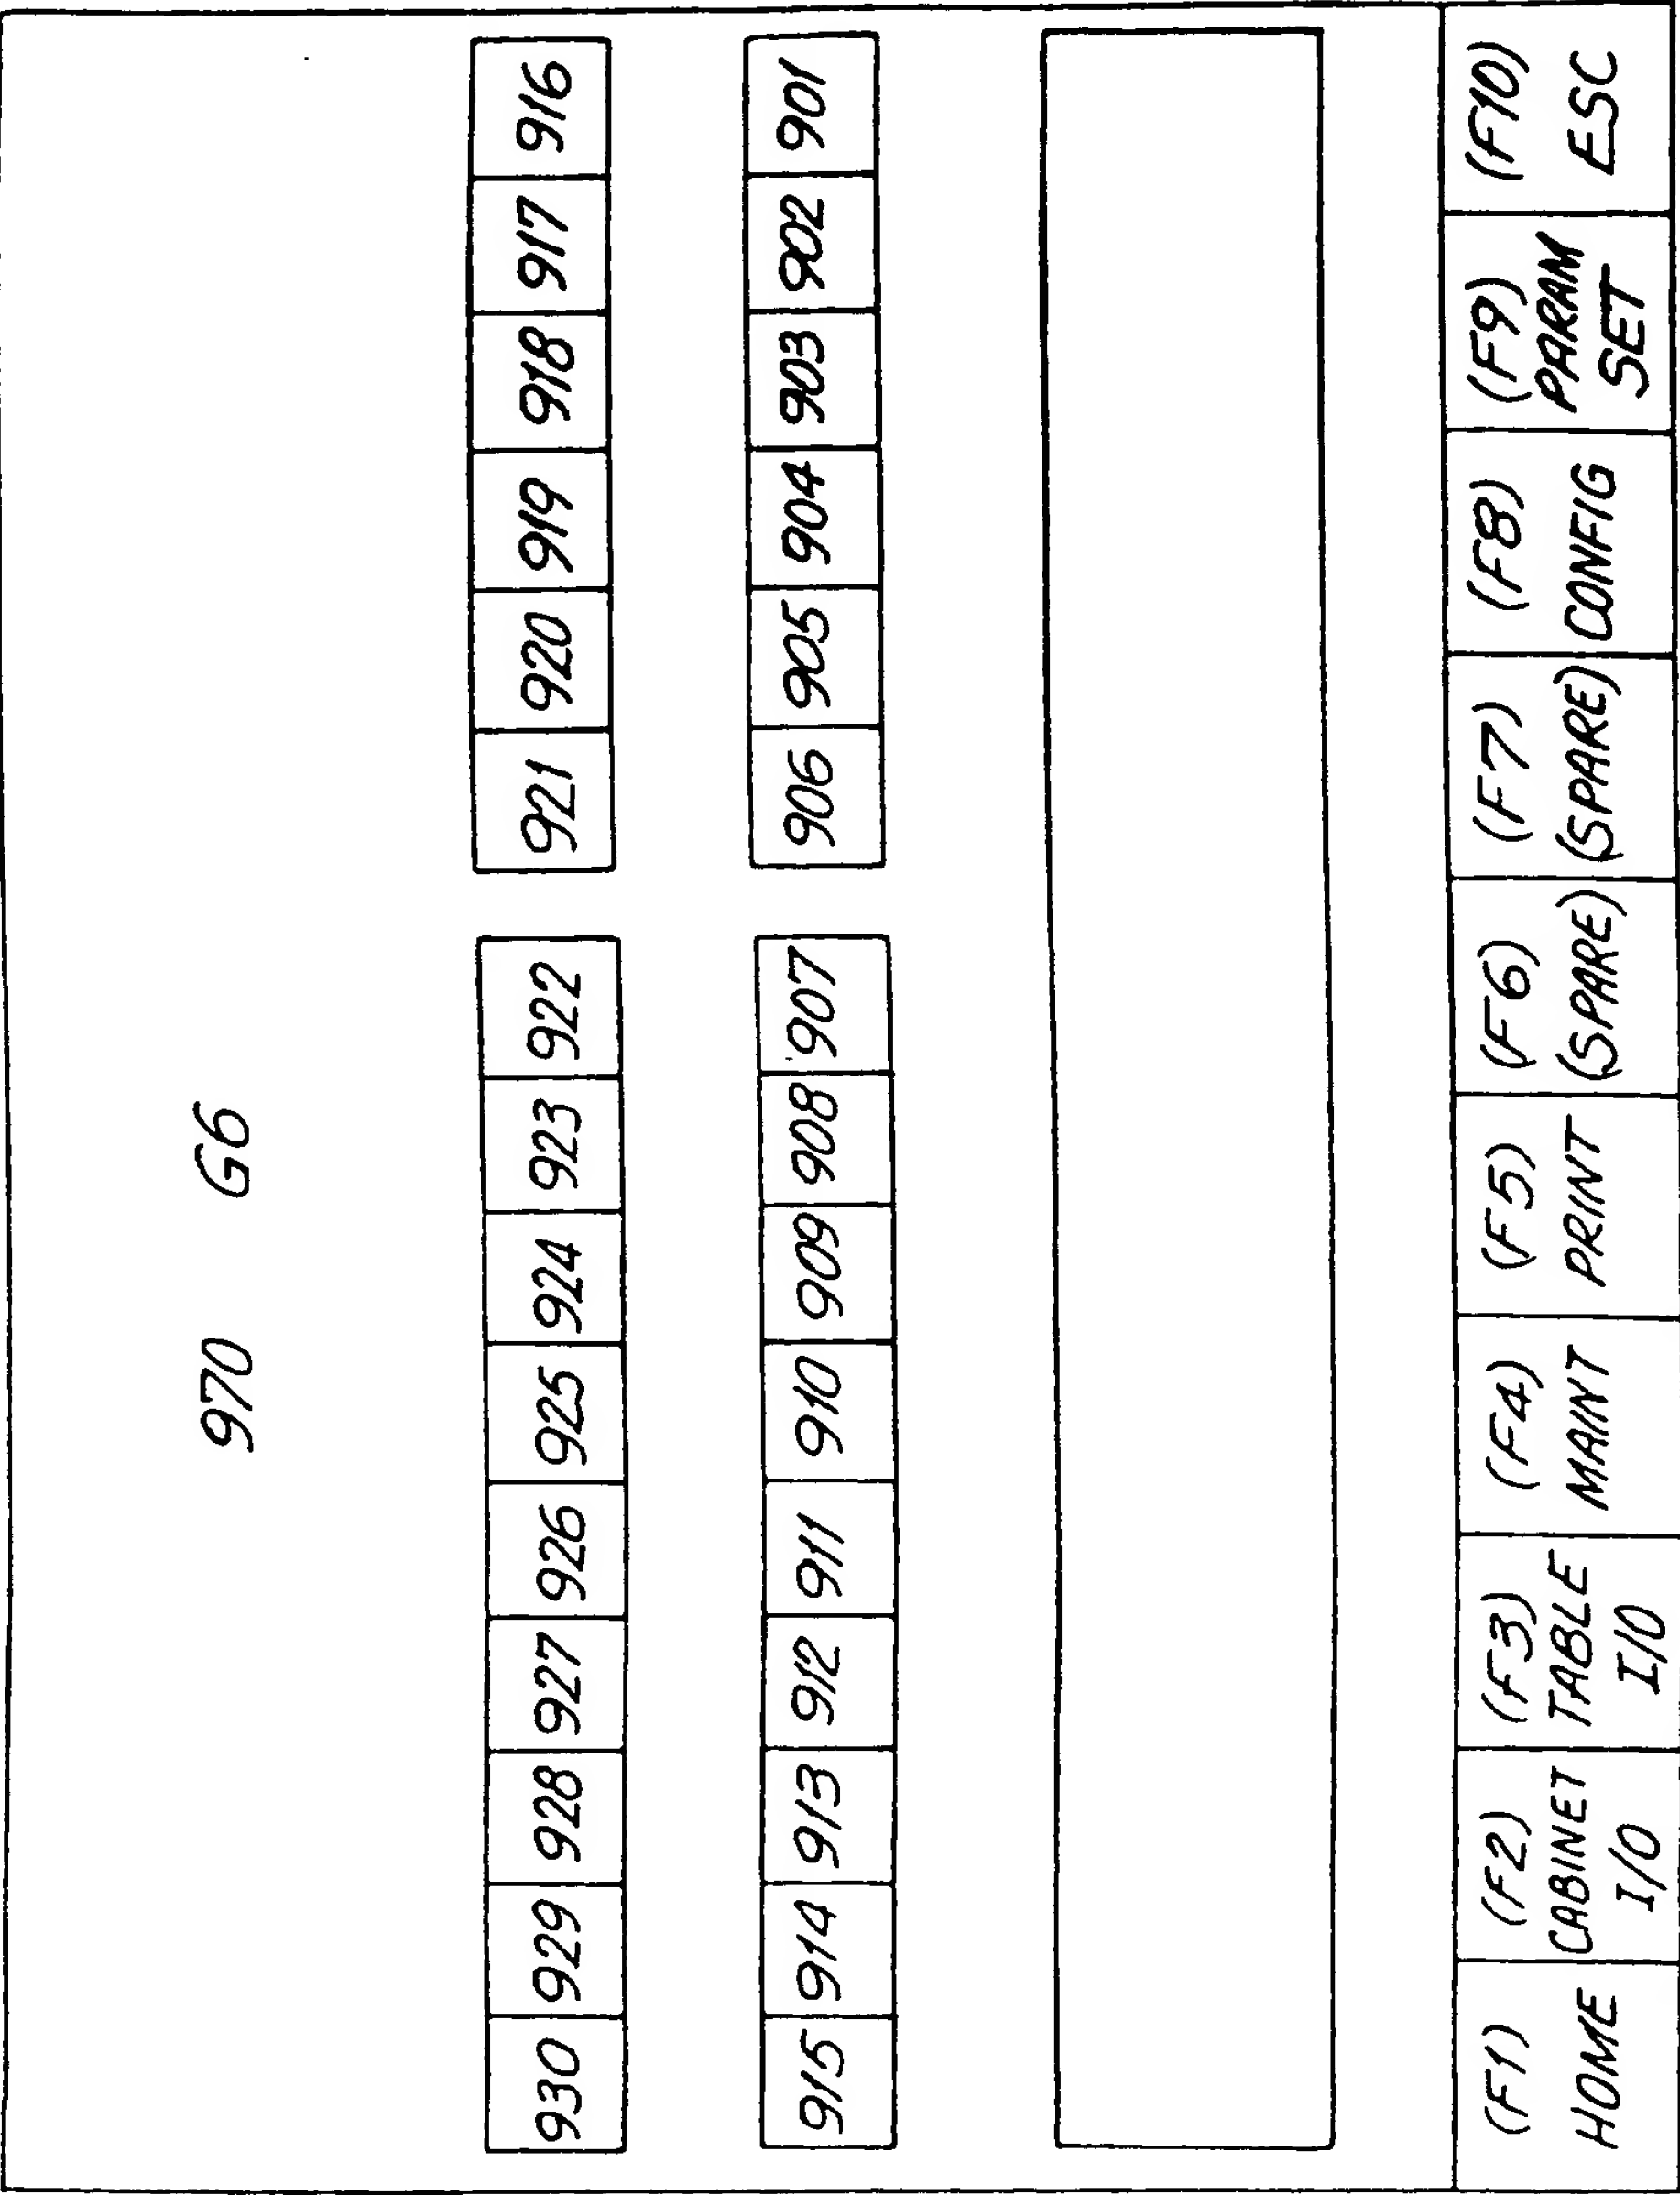 970 G6
930 929 928 927 926 925 924 923 922 921 920 919 918 917 916
915 914 913 912 911 910 909 908 907 906 905 904 903 902 901
(F1) (F2) (F3) (F4) (F5) (F6) (F7) (F8) (F9) (F10)
HOME CABINET TABLE MAINT PRINT (SPARE) (SPARE) CONFIG PARAM ESC
I/O I/O SET